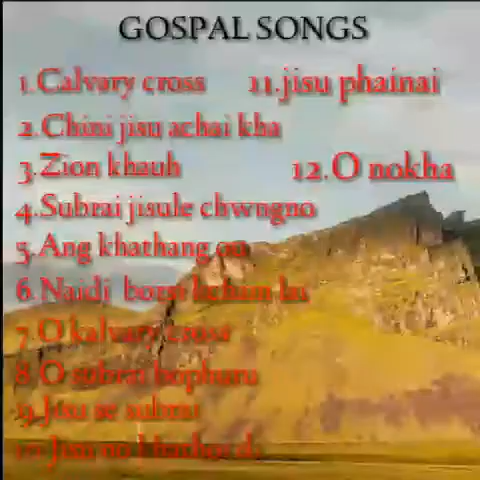 GOSPAL SONGS
1.Calvary cross
11.jisu phainai
2.Chini jisu achai kha
3.Zion khauh
12.O nokha
4.Subrai jisule chwngno
5.Ang khathang
6.Naidi
7.O kalvary cross
8.O subrai bophuru
9.Jisu se subrai
10.Jisu no